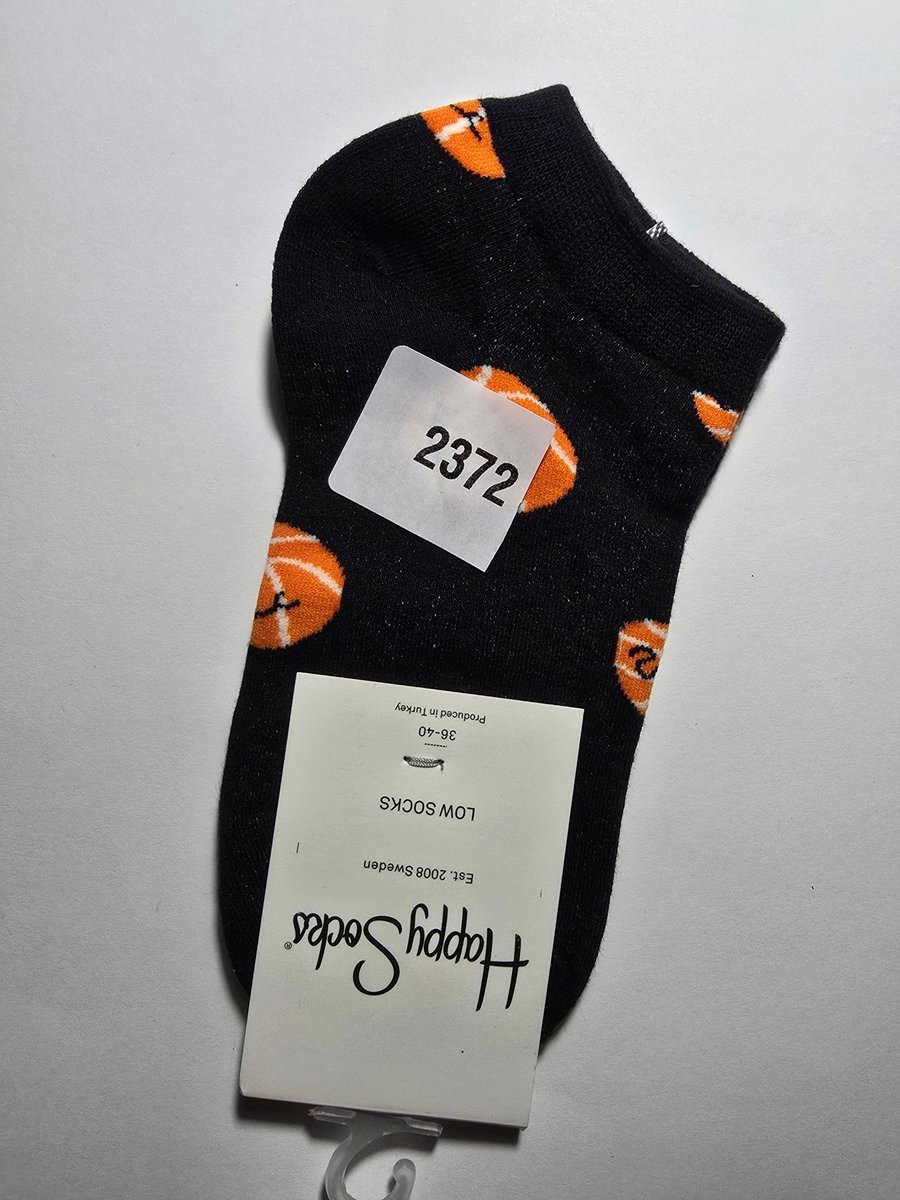 2372
Happy Socks®
Est. 2008 Sweden
LOW SOCKS
36-40
Produced in Turkey